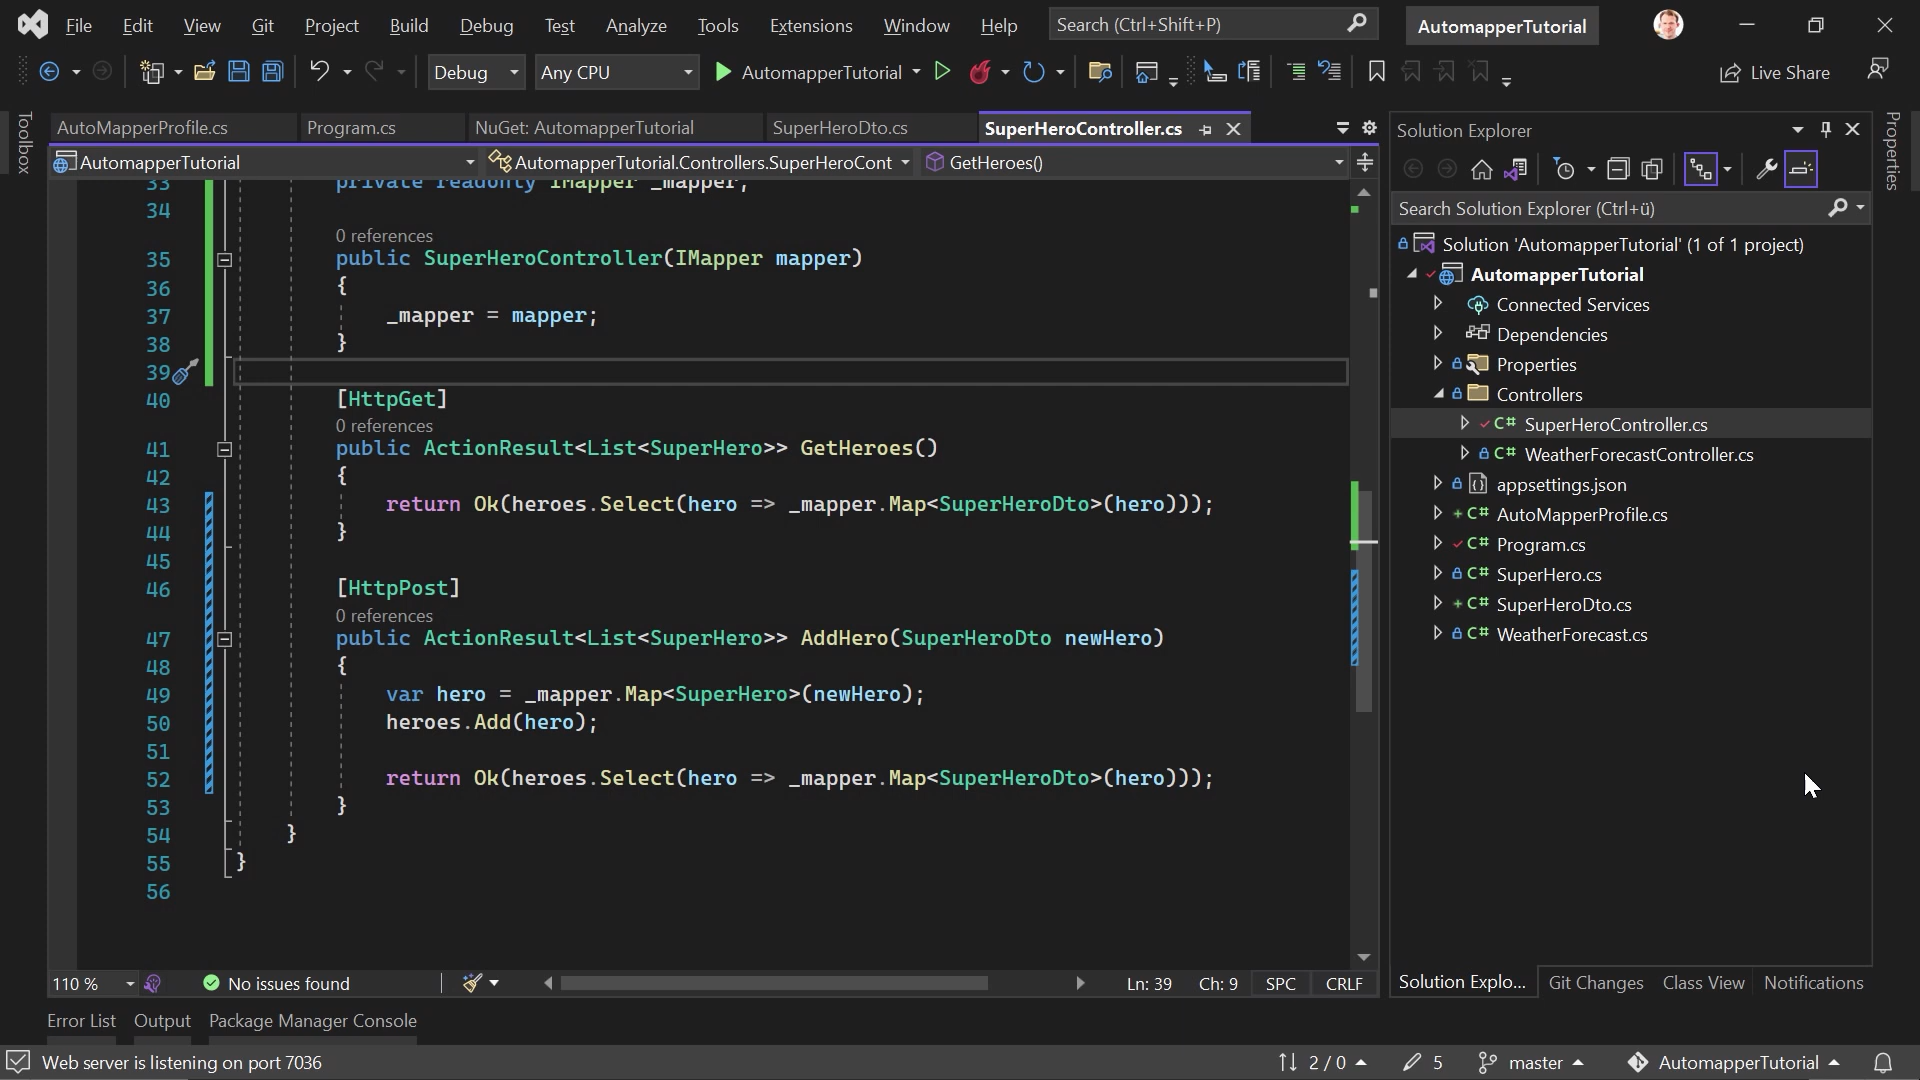 File Edit View Git Project Build Debug Test Analyze Tools Extensions Window Help Search (Ctrl+Shift+P) AutomapperTutorial
Debug Any CPU AutomapperTutorial Live Share
Toolbox
AutoMapperProfile.cs Program.cs NuGet: AutomapperTutorial SuperHeroDto.cs SuperHeroController.cs
AutomapperTutorial AutomapperTutorial.Controllers.SuperHeroCont GetHeroes()
33 private readonly IMapper _mapper;
34
0 references
35 public SuperHeroController(IMapper mapper)
36 {
37 _mapper = mapper;
38 }
39
40 [HttpGet]
0 references
41 public ActionResult<List<SuperHero>> GetHeroes()
42 {
43 return Ok(heroes.Select(hero => _mapper.Map<SuperHeroDto>(hero)));
44 }
45
46 [HttpPost]
0 references
47 public ActionResult<List<SuperHero>> AddHero(SuperHeroDto newHero)
48 {
49 var hero = _mapper.Map<SuperHero>(newHero);
50 heroes.Add(hero);
51
52 return Ok(heroes.Select(hero => _mapper.Map<SuperHeroDto>(hero)));
53 }
54 }
55 }
56
110 % No issues found Ln: 39 Ch: 9 SPC CRLF
Solution Explorer
Search Solution Explorer (Ctrl+ü)
Solution 'AutomapperTutorial' (1 of 1 project)
AutomapperTutorial
Connected Services
Dependencies
Properties
Controllers
C# SuperHeroController.cs
C# WeatherForecastController.cs
appsettings.json
C# AutoMapperProfile.cs
C# Program.cs
C# SuperHero.cs
C# SuperHeroDto.cs
C# WeatherForecast.cs
Solution Explo... Git Changes Class View Notifications
Properties
Error List Output Package Manager Console
Web server is listening on port 7036 2 / 0 5 master AutomapperTutorial